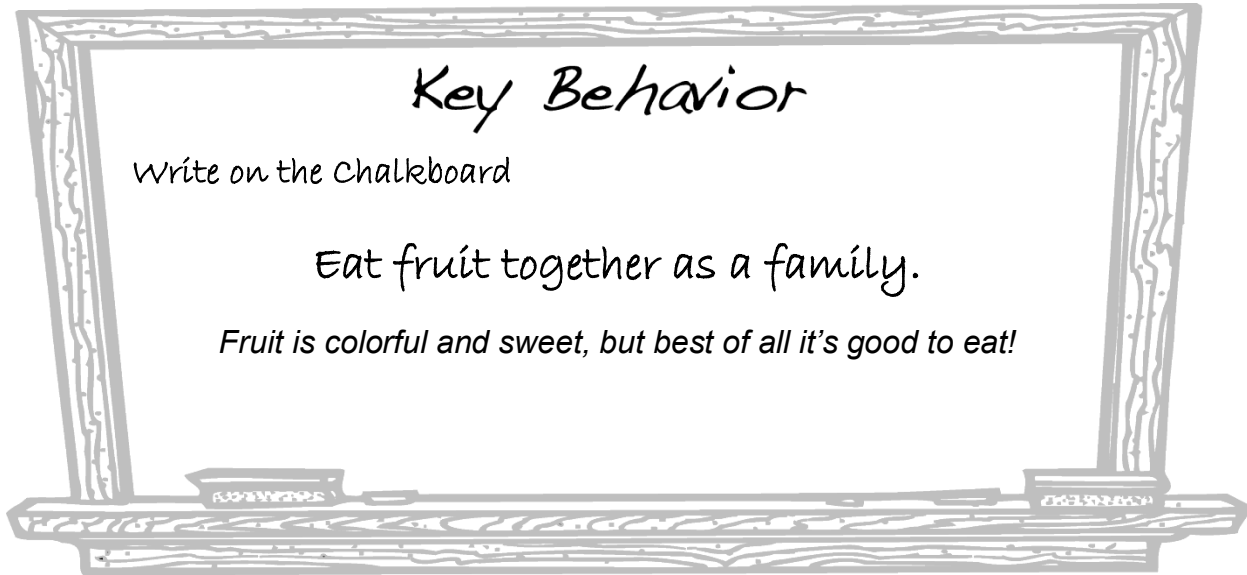 Key Behavior
Write on the Chalkboard
Eat fruit together as a family.
Fruit is colorful and sweet, but best of all it’s good to eat!